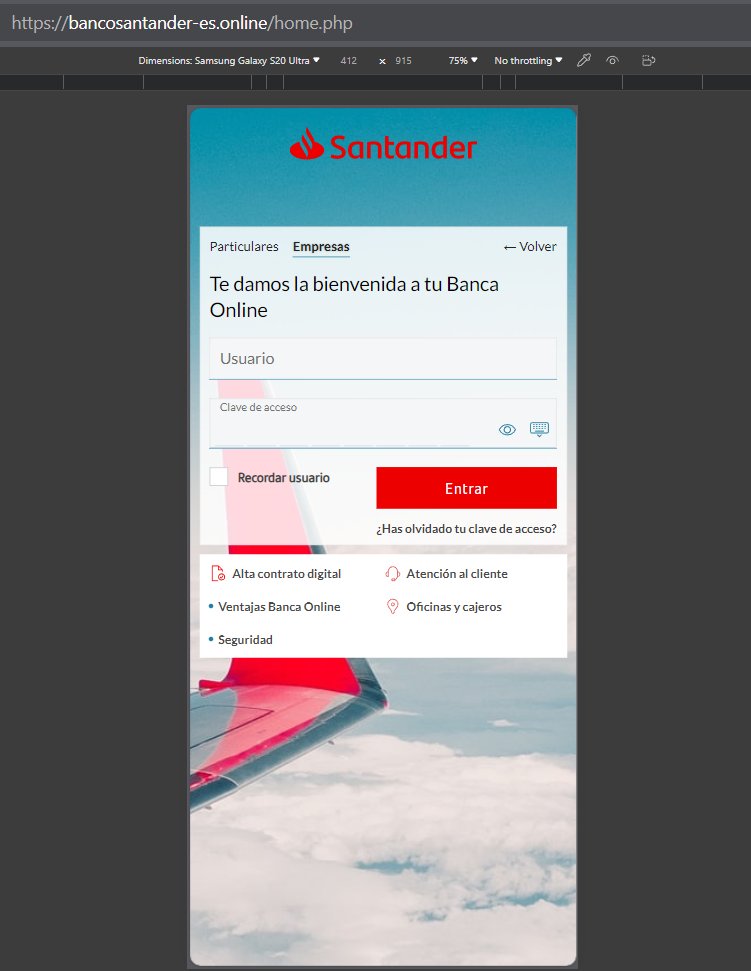 https://bancosantander-es.online/home.php
Dimensions: Samsung Galaxy S20 Ultra ▼ 412 x 915 75% ▼ No throttling ▼
Santander
Particulares Empresas ← Volver
Te damos la bienvenida a tu Banca
Online
Usuario
Clave de acceso
Recordar usuario Entrar
¿Has olvidado tu clave de acceso?
Alta contrato digital Atención al cliente
• Ventajas Banca Online Oficinas y cajeros
• Seguridad